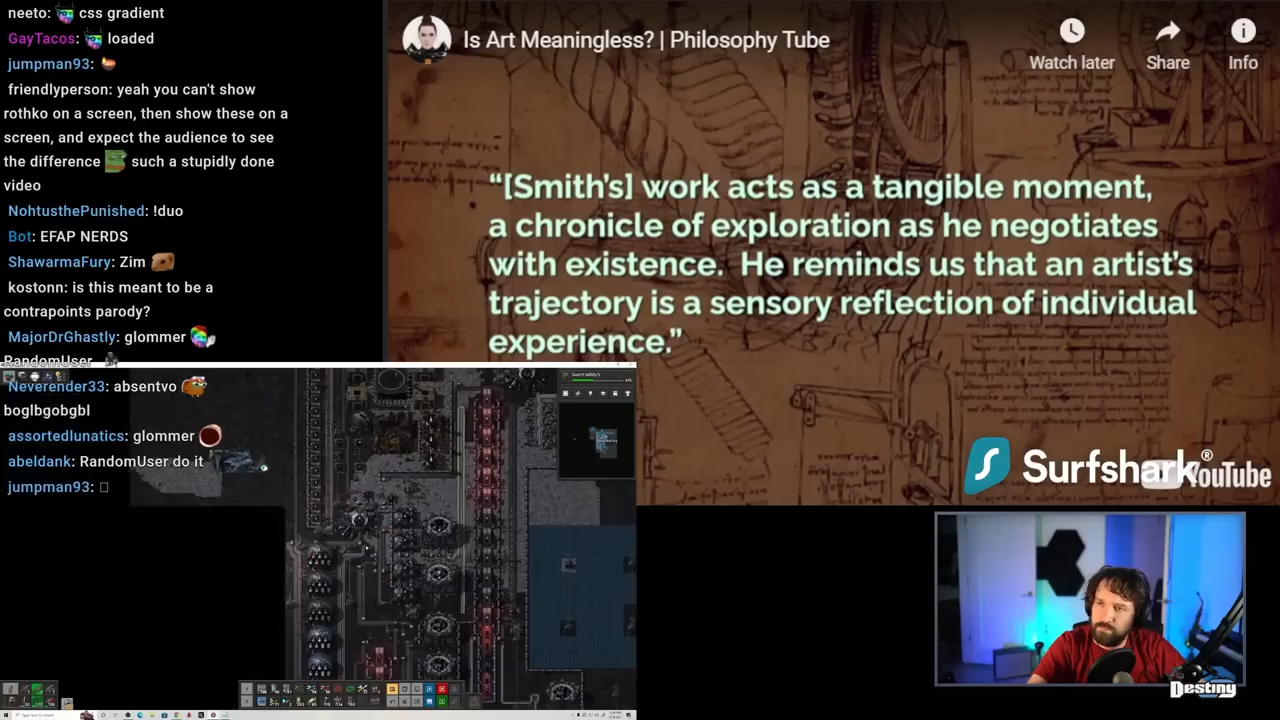 neeto: css gradient
GayTacos: loaded
jumpman93:
friendlyperson: yeah you can't show
rothko on a screen, then show these on a
screen, and expect the audience to see
the difference such a stupidly done
video
NohtusthePunished: !duo
Bot: EFAP NERDS
ShawarmaFury: Zim
kostonn: is this meant to be a
contrapoints parody?
MajorDrGhastly: glommer
RandomUser
Neverender33: absentvo
boglbgobgbl
assortedlunatics: glommer
abeldank: RandomUser do it
jumpman93:
Is Art Meaningless? | Philosophy Tube
Watch later
Share
Info
“[Smith’s] work acts as a tangible moment,
a chronicle of exploration as he negotiates
with existence. He reminds us that an artist’s
trajectory is a sensory reflection of individual
experience.”
Surfshark®
YouTube
Destiny